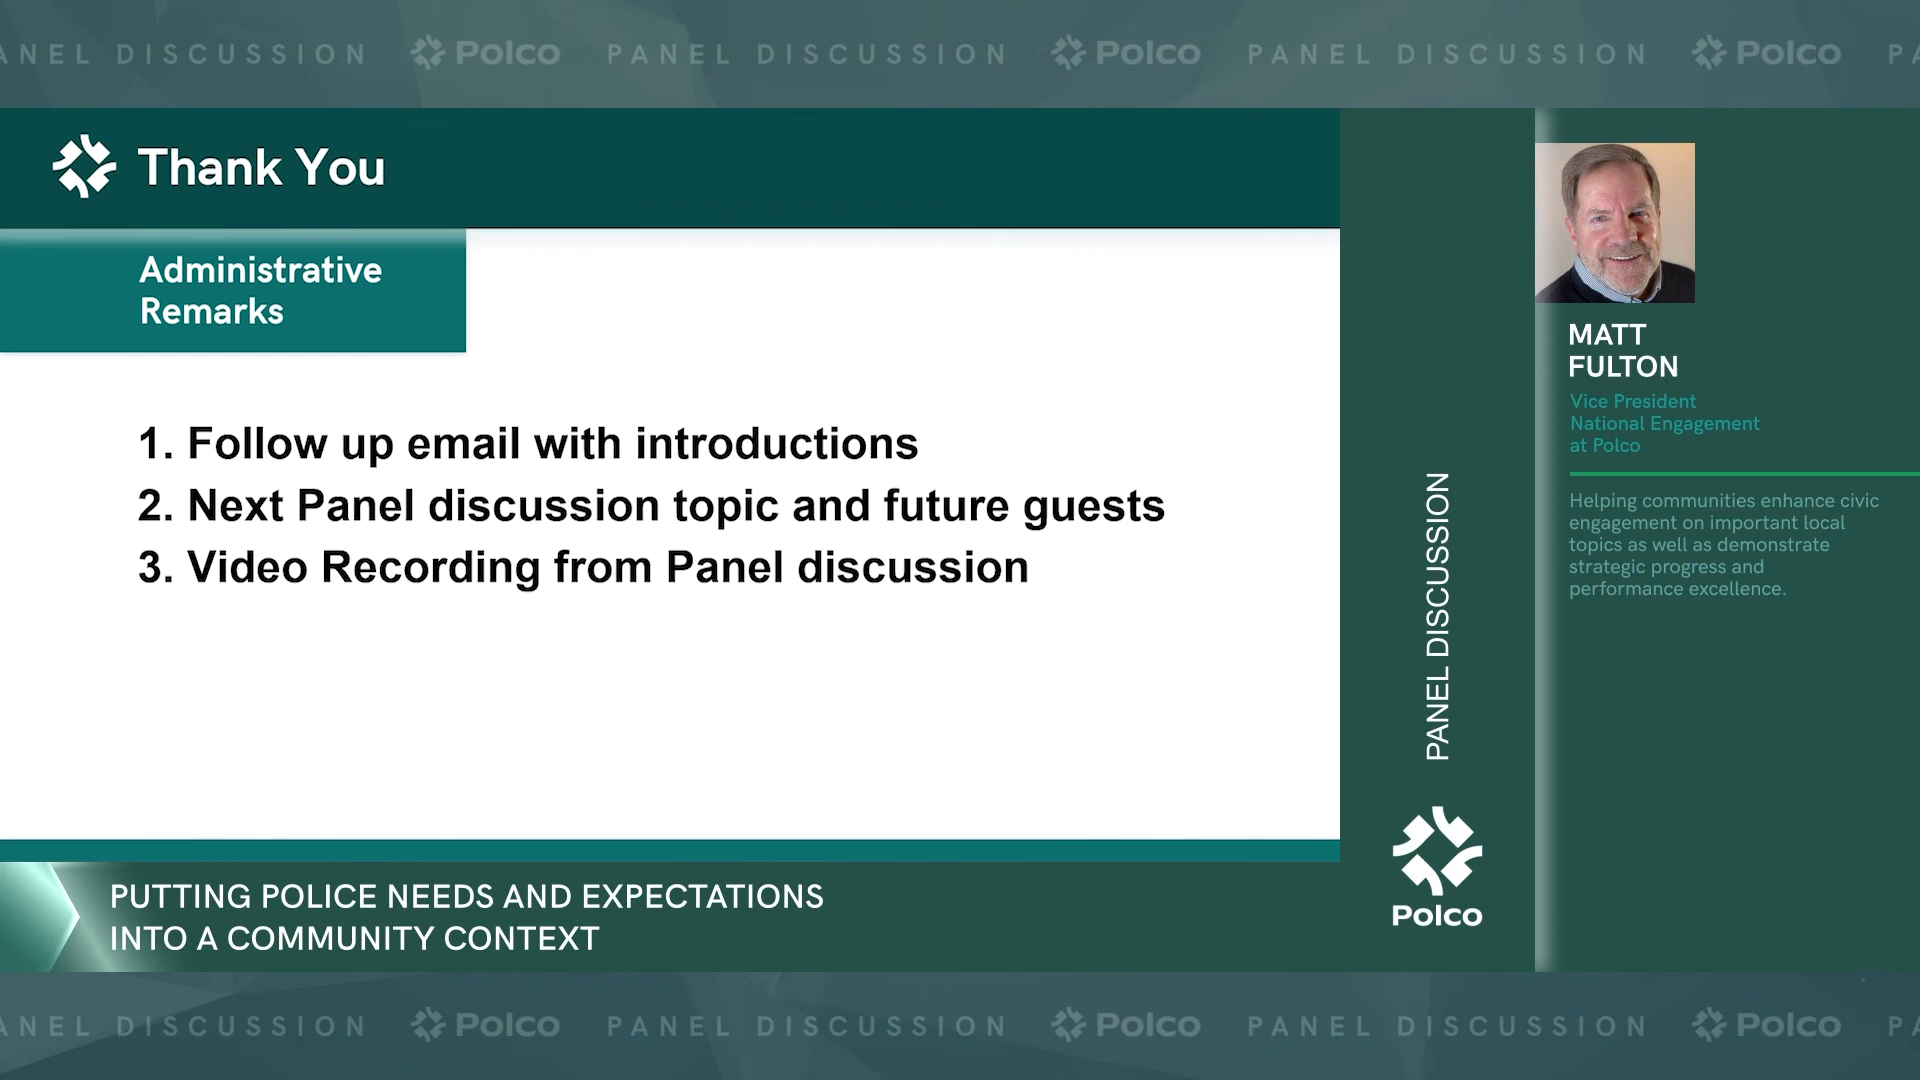 ANEL DISCUSSION Polco PANEL DISCUSSION Polco PANEL DISCUSSION Polco PA
Thank You
Administrative
Remarks
1. Follow up email with introductions
2. Next Panel discussion topic and future guests
3. Video Recording from Panel discussion
PUTTING POLICE NEEDS AND EXPECTATIONS
INTO A COMMUNITY CONTEXT
PANEL DISCUSSION
Polco
MATT
FULTON
Vice President
National Engagement
at Polco
Helping communities enhance civic
engagement on important local
topics as well as demonstrate
strategic progress and
performance excellence.
ANEL DISCUSSION Polco PANEL DISCUSSION Polco PANEL DISCUSSION Polco PA